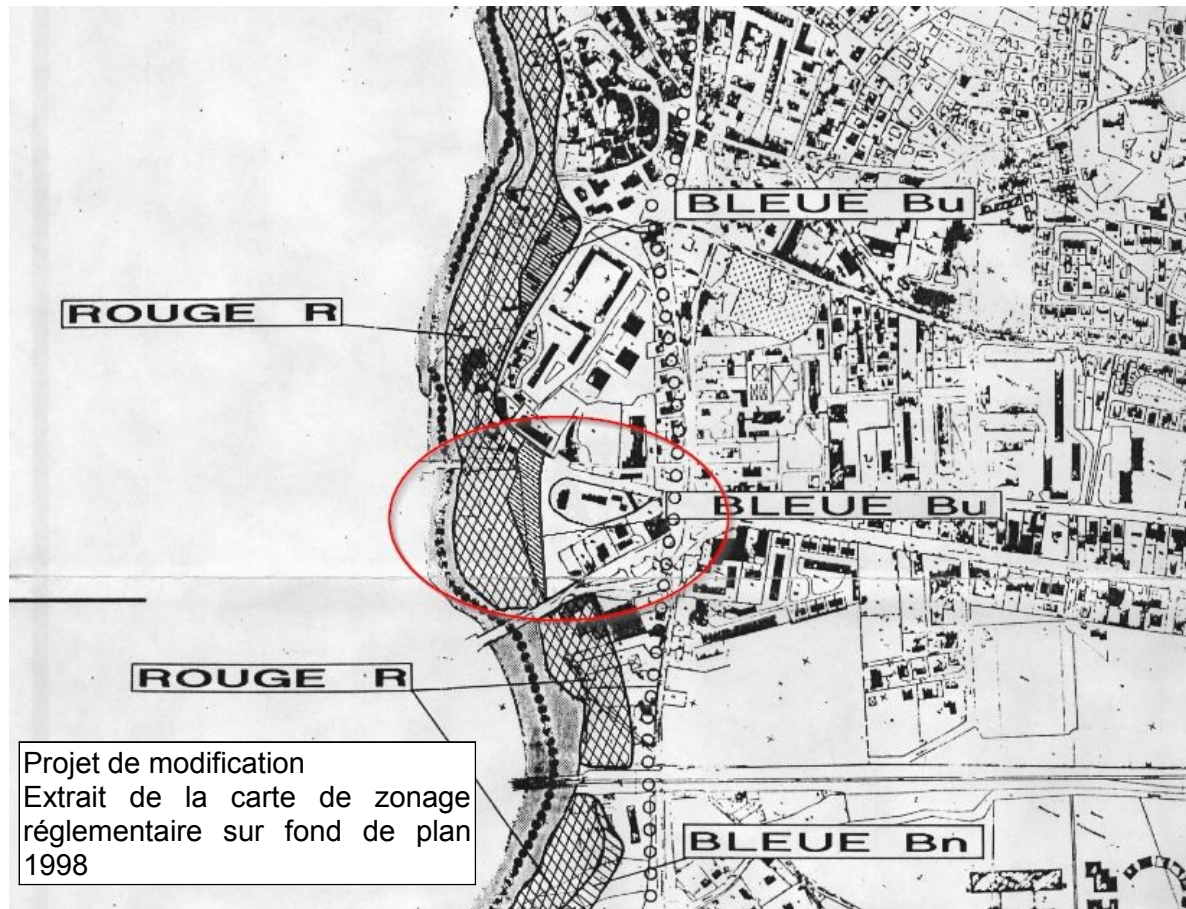 BLEUE Bu
ROUGE R
BLEUE Bu
ROUGE R
Projet de modification
Extrait de la carte de zonage
réglementaire sur fond de plan
1998
BLEUE Bn